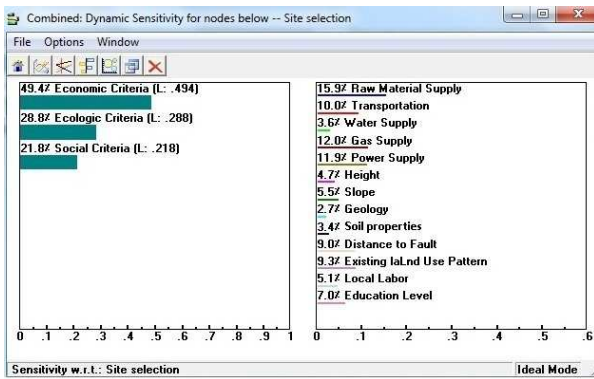 Combined: Dynamic Sensitivity for nodes below -- Site selection
File Options Window
49.4% Economic Criteria (L: .494)
28.8% Ecologic Criteria (L: .288)
21.8% Social Criteria (L: .218)
0 .1 .2 .3 .4 .5 .6 .7 .8 .9 1
15.9% Raw Material Supply
10.0% Transportation
3.6% Water Supply
12.0% Gas Supply
11.9% Power Supply
4.7% Height
5.5% Slope
2.7% Geology
3.4% Soil properties
9.0% Distance to Fault
9.3% Existing laLnd Use Pattern
5.1% Local Labor
7.0% Education Level
0 .1 .2 .3 .4 .5 .6
Sensitivity w.r.t.: Site selection
Ideal Mode